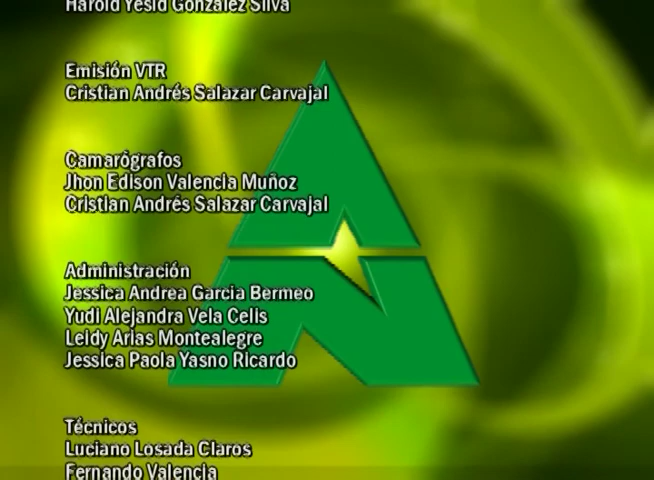 Harold Yesid González Silva
Emisión VTR
Cristian Andrés Salazar Carvajal
Camarógrafos
Jhon Edison Valencia Muñoz
Cristian Andrés Salazar Carvajal
Administración
Jessica Andrea Garcia Bermeo
Yudi Alejandra Vela Celis
Leidy Arias Montealegre
Jessica Paola Yasno Ricardo
Técnicos
Luciano Losada Claros
Fernando Valencia